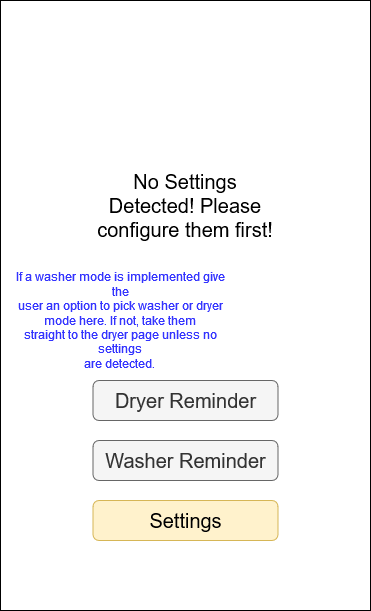 No Settings
Detected! Please
configure them first!
If a washer mode is implemented give
the
user an option to pick washer or dryer
mode here. If not, take them
straight to the dryer page unless no
settings
are detected.
Dryer Reminder
Washer Reminder
Settings